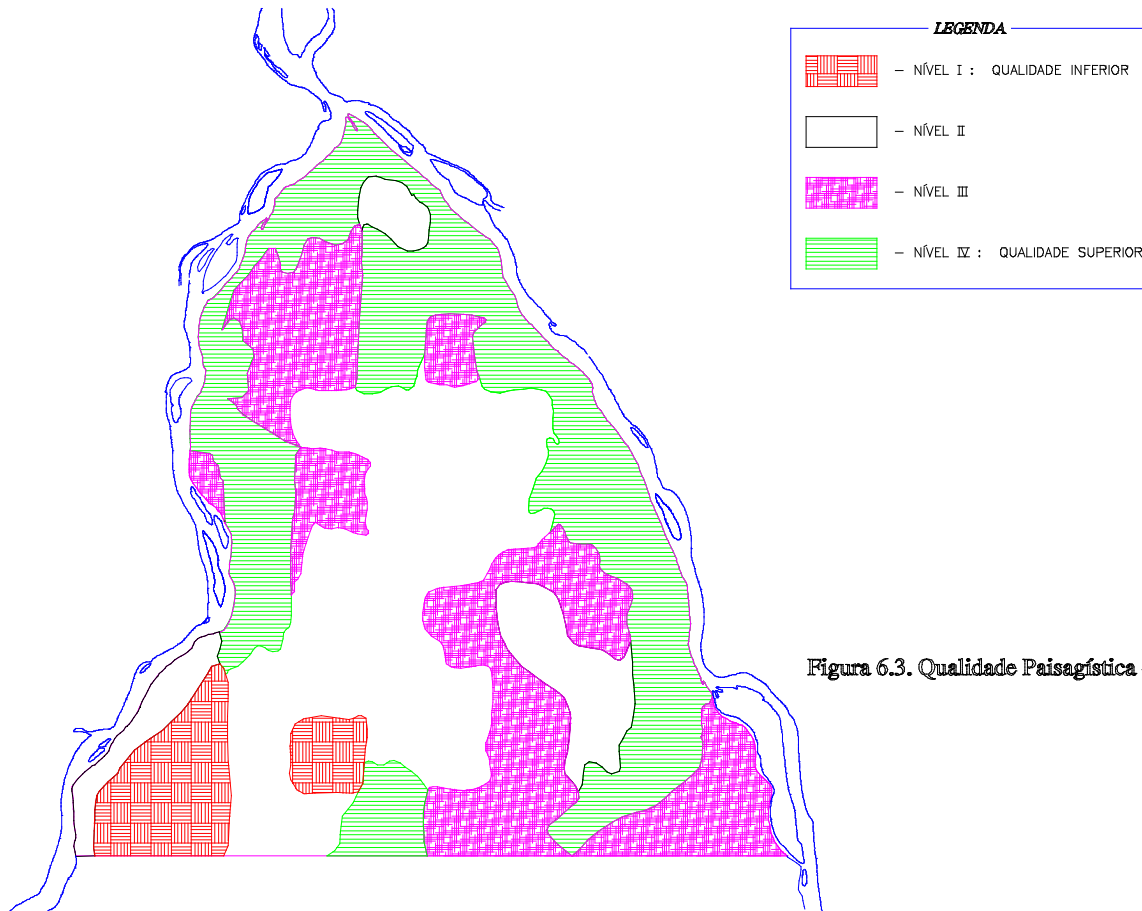 LEGENDA
– NÍVEL I : QUALIDADE INFERIOR
– NÍVEL II
– NÍVEL III
– NÍVEL IV : QUALIDADE SUPERIOR
Figura 6.3. Qualidade Paisagística